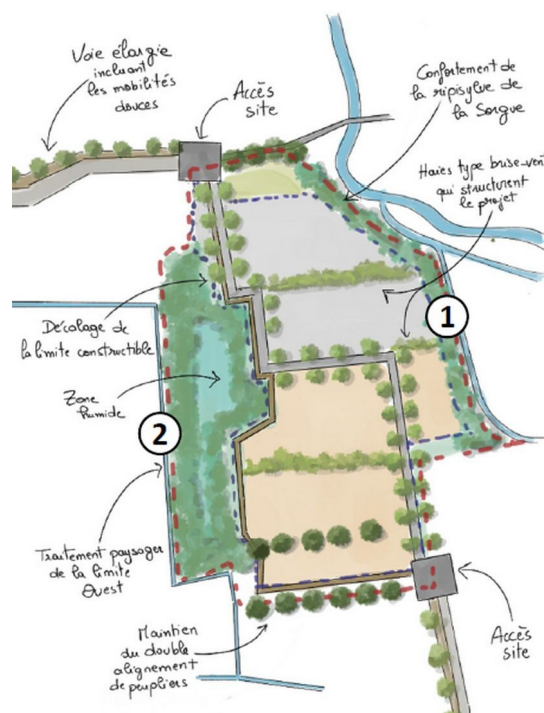 Voie élargie
incluant
les mobilités
douces
Accès
site
Confortement de
la ripisylve de
la Sorgue
Haies type brise-vent
qui structurent
le projet
1
Décalage de
la limite constructible
Zone
humide
2
Traitement paysager
de la limite
Ouest
Maintien
du double
alignement
de peupliers
Accès
site